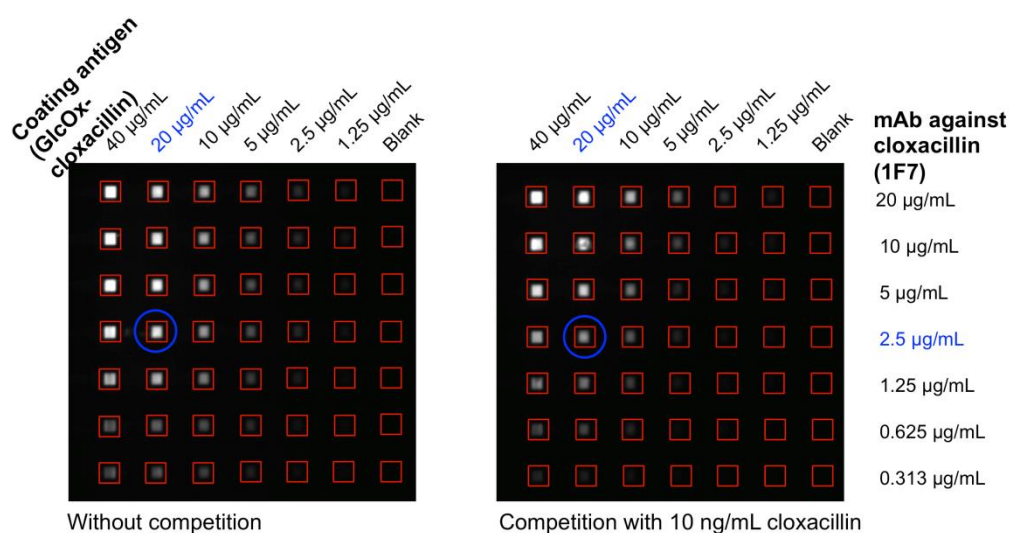 Coating antigen
(GlcOx-
cloxacillin)
40 µg/mL
20 µg/mL
10 µg/mL
5 µg/mL
2.5 µg/mL
1.25 µg/mL
Blank
40 µg/mL
20 µg/mL
10 µg/mL
5 µg/mL
2.5 µg/mL
1.25 µg/mL
Blank
mAb against
cloxacillin
(1F7)
20 µg/mL
10 µg/mL
5 µg/mL
2.5 µg/mL
1.25 µg/mL
0.625 µg/mL
0.313 µg/mL
Without competition
Competition with 10 ng/mL cloxacillin